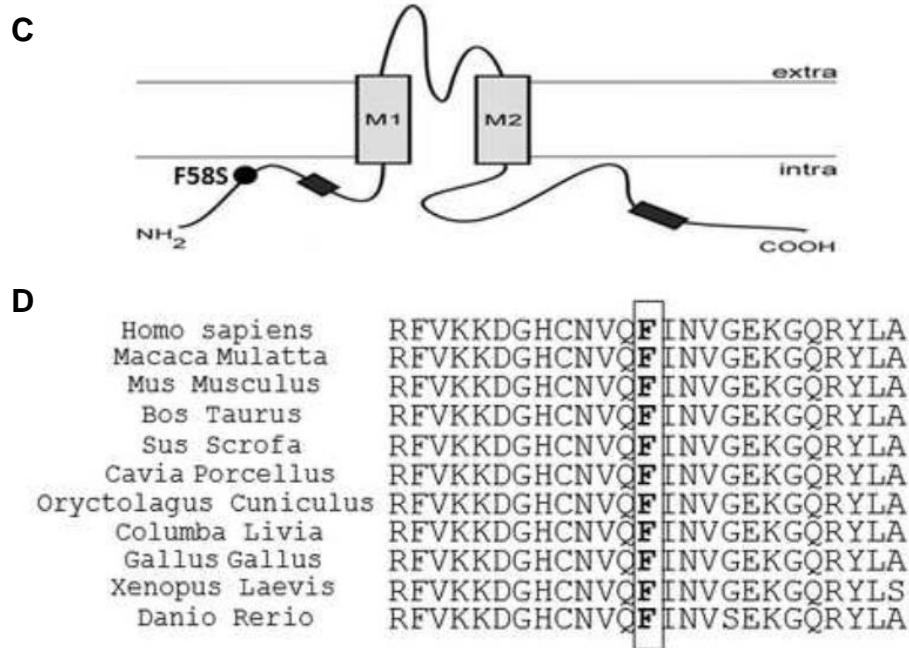 C
extra
M1
M2
intra
F58S
NH2
COOH
D
Homo sapiens RFVKKDGHCNVQFINVGEKGQRYLA
Macaca Mulatta RFVKKDGHCNVQFINVGEKGQRYLA
Mus Musculus RFVKKDGHCNVQFINVGEKGQRYLA
Bos Taurus RFVKKDGHCNVQFINVGEKGQRYLA
Sus Scrofa RFVKKDGHCNVQFINVGEKGQRYLA
Cavia Porcellus RFVKKDGHCNVQFINVGEKGQRYLA
Oryctolagus Cuniculus RFVKKDGHCNVQFINVGEKGQRYLA
Columba Livia RFVKKDGHCNVQFINVGEKGQRYLA
Gallus Gallus RFVKKDGHCNVQFINVGEKGQRYLA
Xenopus Laevis RFVKKDGHCNVQFINVGEKGQRYLS
Danio Rerio RFVKKDGHCNVQFINVSEKGQRYLA